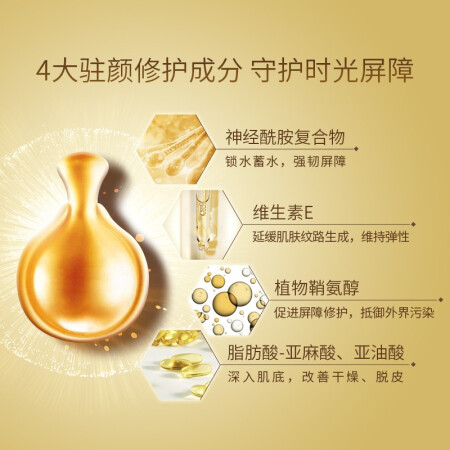 4大驻颜修护成分 守护时光屏障
神经酰胺复合物
锁水蓄水，强韧屏障
维生素E
延缓肌肤纹路生成，维持弹性
植物鞘氨醇
促进屏障修护，抵御外界污染
脂肪酸-亚麻酸、亚油酸
深入肌底，改善干燥、脱皮